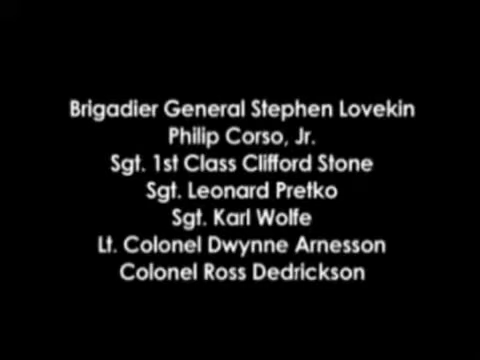 Brigadier General Stephen Lovekin
Philip Corso, Jr.
Sgt. 1st Class Clifford Stone
Sgt. Leonard Pretko
Sgt. Karl Wolfe
Lt. Colonel Dwynne Arnesson
Colonel Ross Dedrickson